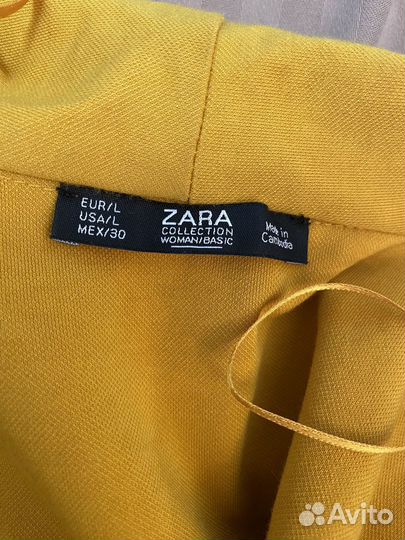 EUR/L
USA/L
MEX/30
ZARA
COLLECTION
WOMAN/BASIC
Made in
Cambodia
Avito